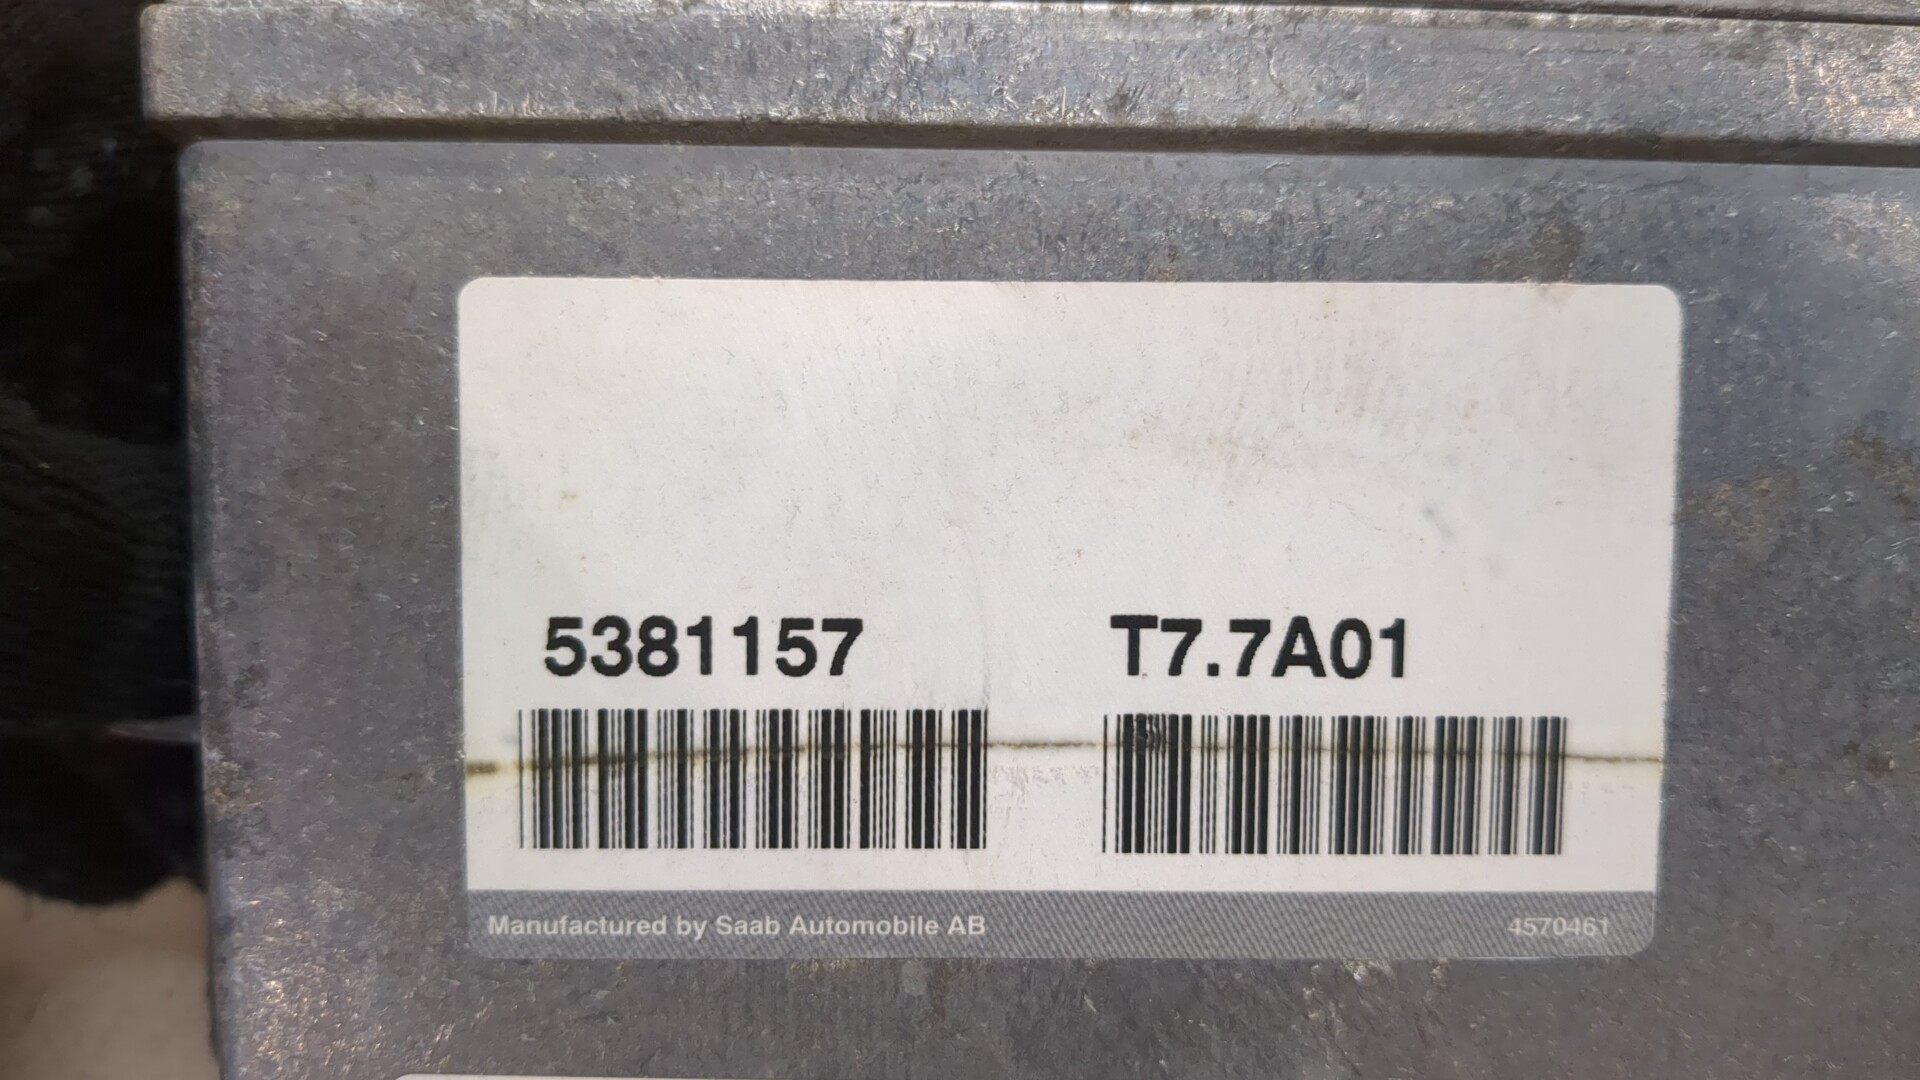 5381157 T7.7A01
Manufactured by Saab Automobile AB 4570461